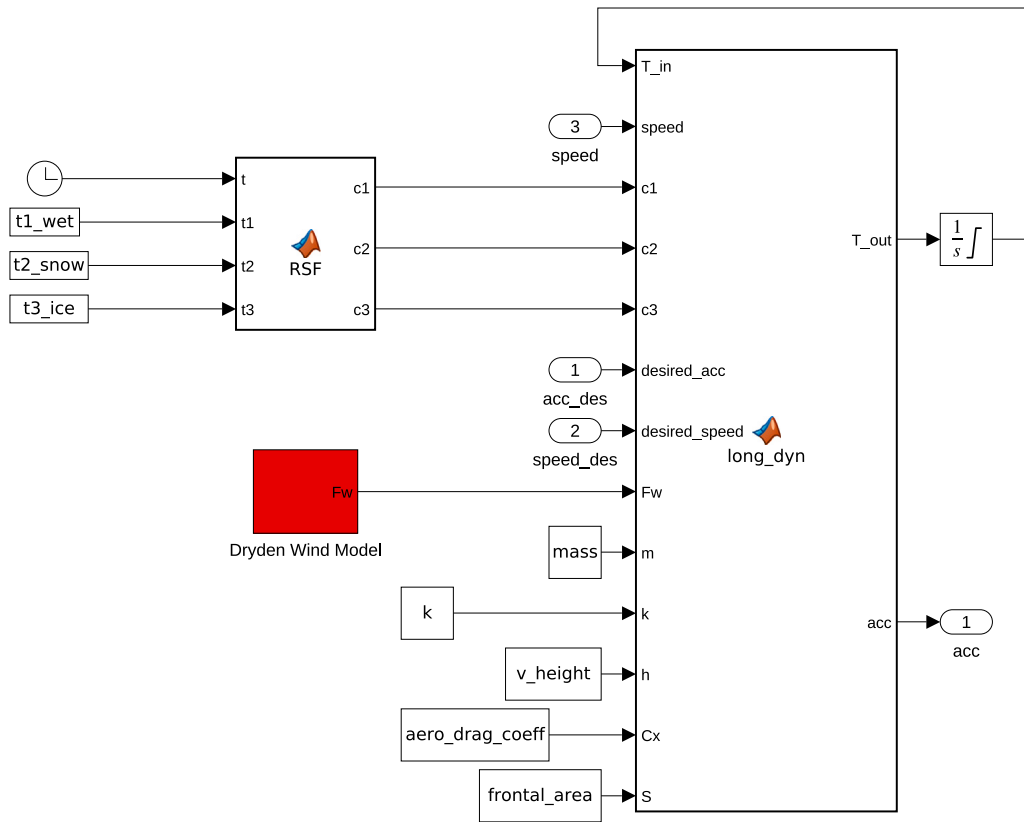 T_in
3
speed
speed
t
t1_wet
t1
t2_snow
t2
t3_ice
t3
RSF
c1
c2
c3
c1
c2
c3
T_out
1
s
1
desired_acc
acc_des
2
desired_speed
speed_des
long_dyn
Fw
Fw
Dryden Wind Model
mass
m
k
k
acc
1
acc
v_height
h
aero_drag_coeff
Cx
frontal_area
S